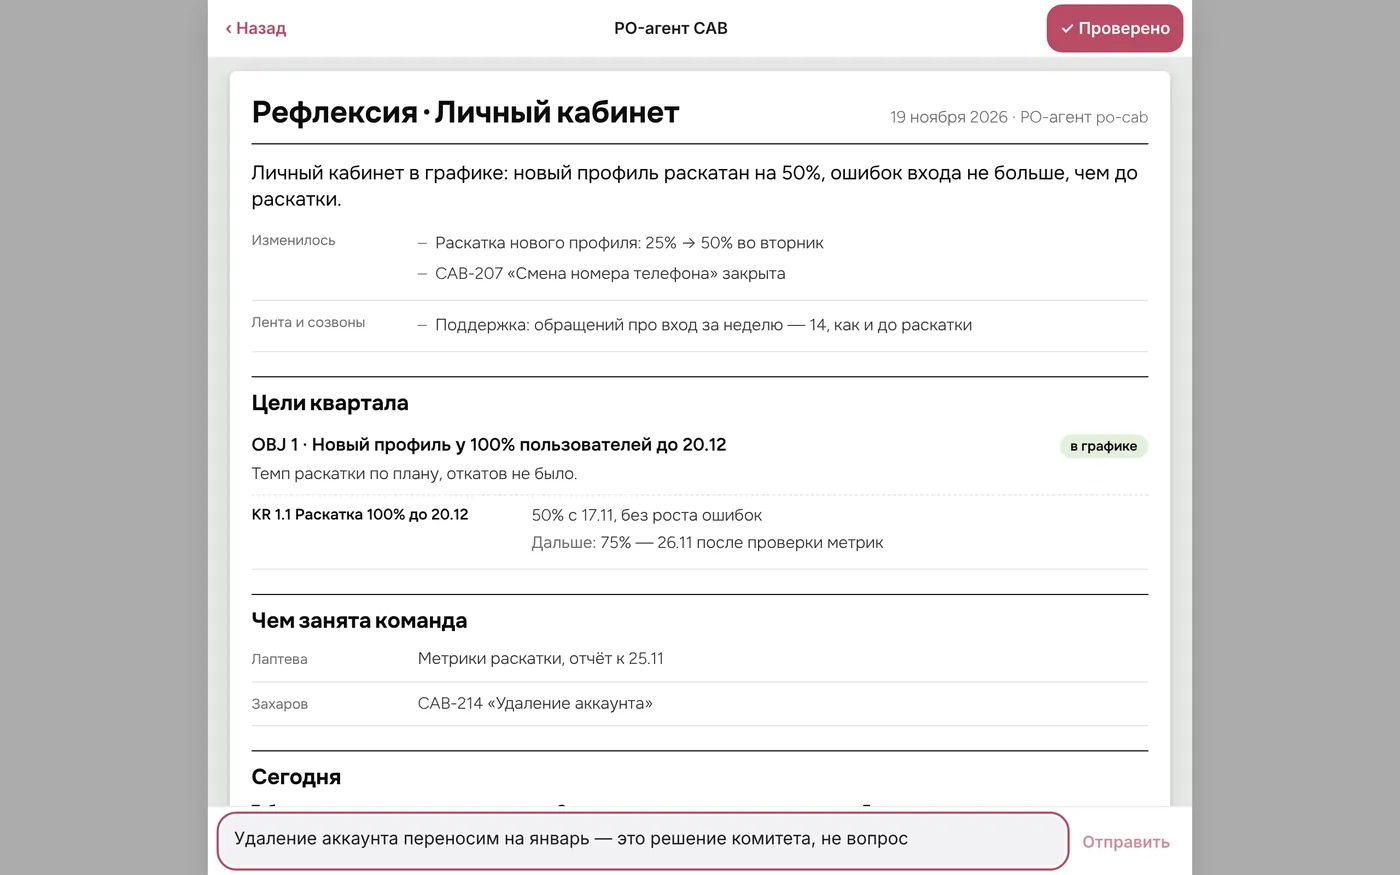 ‹ Назад
РО-агент CAB
✓ Проверено
Рефлексия · Личный кабинет
19 ноября 2026 · РО-агент po-cab
Личный кабинет в графике: новый профиль раскатан на 50%, ошибок входа не больше, чем до
раскатки.
Изменилось
– Раскатка нового профиля: 25% → 50% во вторник
– CAB-207 «Смена номера телефона» закрыта
Лента и созвоны
– Поддержка: обращений про вход за неделю — 14, как и до раскатки
Цели квартала
OBJ 1 · Новый профиль у 100% пользователей до 20.12
в графике
Темп раскатки по плану, откатов не было.
KR 1.1 Раскатка 100% до 20.12
50% с 17.11, без роста ошибок
Дальше: 75% — 26.11 после проверки метрик
Чем занята команда
Лаптева
Метрики раскатки, отчёт к 25.11
Захаров
CAB-214 «Удаление аккаунта»
Сегодня
Удаление аккаунта переносим на январь — это решение комитета, не вопрос
Отправить